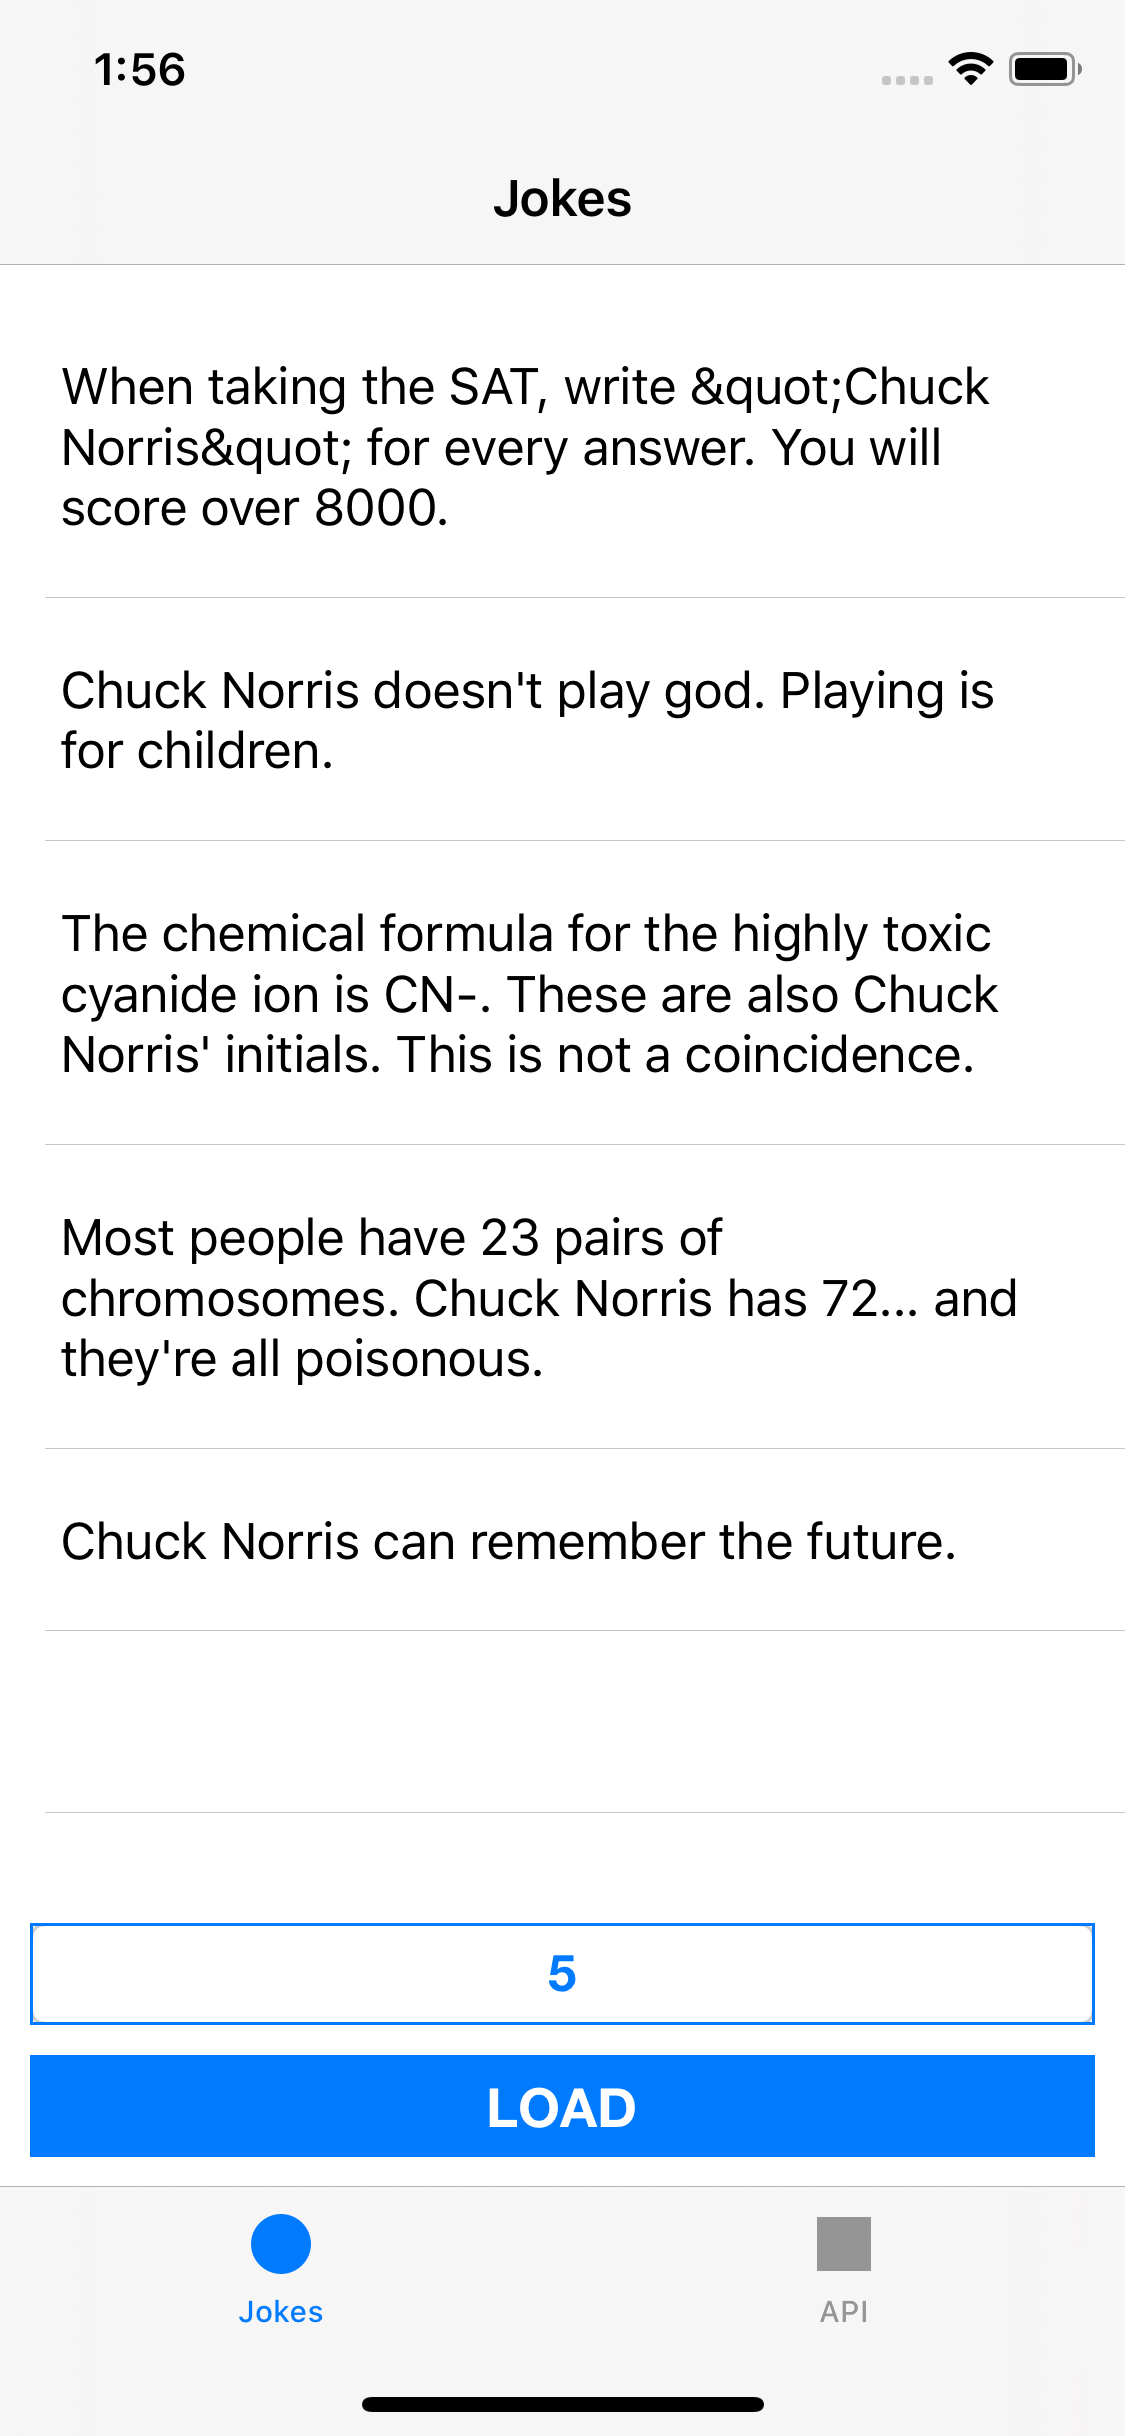 1:56
Jokes
When taking the SAT, write &quot;Chuck
Norris&quot; for every answer. You will
score over 8000.
Chuck Norris doesn't play god. Playing is
for children.
The chemical formula for the highly toxic
cyanide ion is CN-. These are also Chuck
Norris' initials. This is not a coincidence.
Most people have 23 pairs of
chromosomes. Chuck Norris has 72... and
they're all poisonous.
Chuck Norris can remember the future.
5
LOAD
Jokes
API